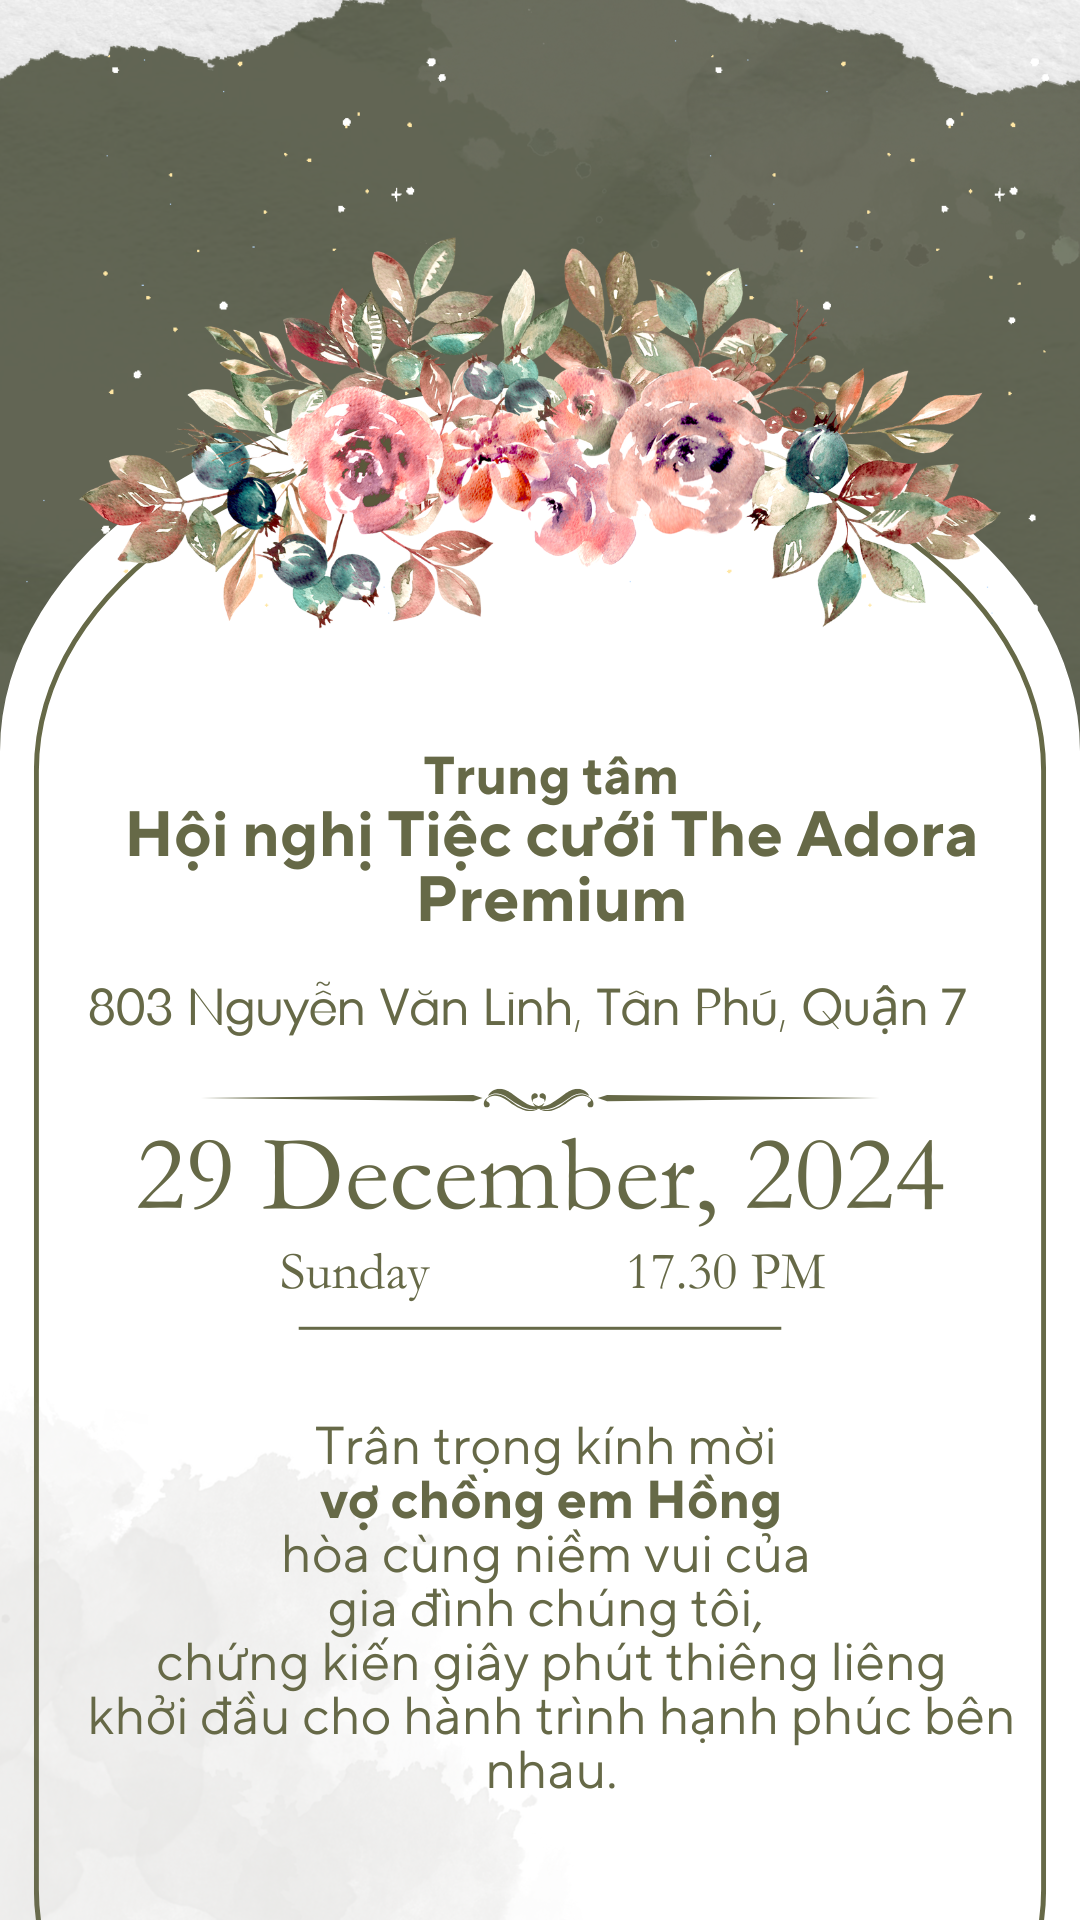 Trung tâm
Hội nghị Tiệc cưới The Adora
Premium
803 Nguyễn Văn Linh, Tân Phú, Quận 7
29 December, 2024
Sunday 17.30 PM
Trân trọng kính mời
vợ chồng em Hồng
hòa cùng niềm vui của
gia đình chúng tôi,
chứng kiến giây phút thiêng liêng
khởi đầu cho hành trình hạnh phúc bên
nhau.